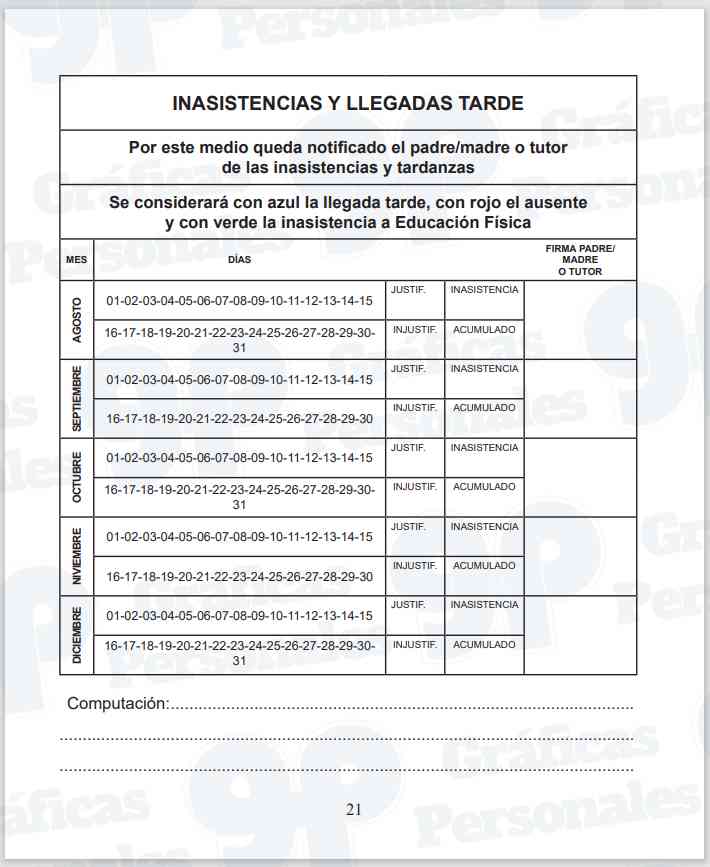 INASISTENCIAS Y LLEGADAS TARDE
Por este medio queda notificado el padre/madre o tutor
de las inasistencias y tardanzas
Se considerará con azul la llegada tarde, con rojo el ausente
y con verde la inasistencia a Educación Física
MES DÍAS FIRMA PADRE/
MADRE
O TUTOR
AGOSTO
01-02-03-04-05-06-07-08-09-10-11-12-13-14-15 JUSTIF. INASISTENCIA
16-17-18-19-20-21-22-23-24-25-26-27-28-29-30- INJUSTIF. ACUMULADO
31
SEPTIEMBRE
01-02-03-04-05-06-07-08-09-10-11-12-13-14-15 JUSTIF. INASISTENCIA
16-17-18-19-20-21-22-23-24-25-26-27-28-29-30 INJUSTIF. ACUMULADO
OCTUBRE
01-02-03-04-05-06-07-08-09-10-11-12-13-14-15 JUSTIF. INASISTENCIA
16-17-18-19-20-21-22-23-24-25-26-27-28-29-30- INJUSTIF. ACUMULADO
31
NIVIEMBRE
01-02-03-04-05-06-07-08-09-10-11-12-13-14-15 JUSTIF. INASISTENCIA
16-17-18-19-20-21-22-23-24-25-26-27-28-29-30 INJUSTIF. ACUMULADO
DICIEMBRE
01-02-03-04-05-06-07-08-09-10-11-12-13-14-15 JUSTIF. INASISTENCIA
16-17-18-19-20-21-22-23-24-25-26-27-28-29-30- INJUSTIF. ACUMULADO
31
Computación:
21
gp Gráficas
Personales